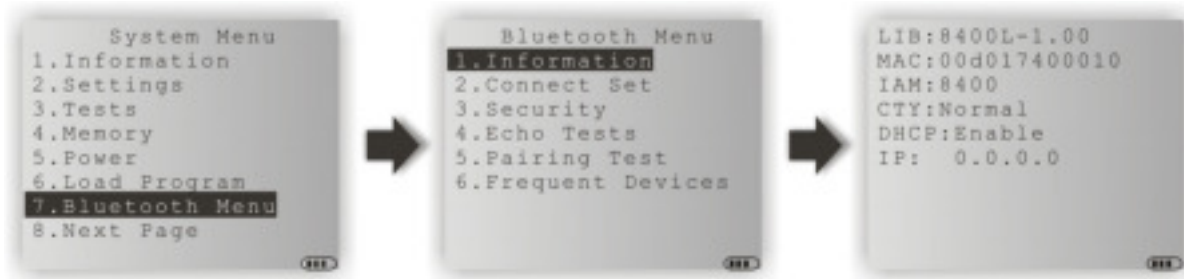 System Menu
1.Information
2.Settings
3.Tests
4.Memory
5.Power
6.Load Program
7.Bluetooth Menu
8.Next Page
Bluetooth Menu
1.Information
2.Connect Set
3.Security
4.Echo Tests
5.Pairing Test
6.Frequent Devices
LIB:8400L-1.00
MAC:00d017400010
IAM:8400
CTY:Normal
DHCP:Enable
IP: 0.0.0.0